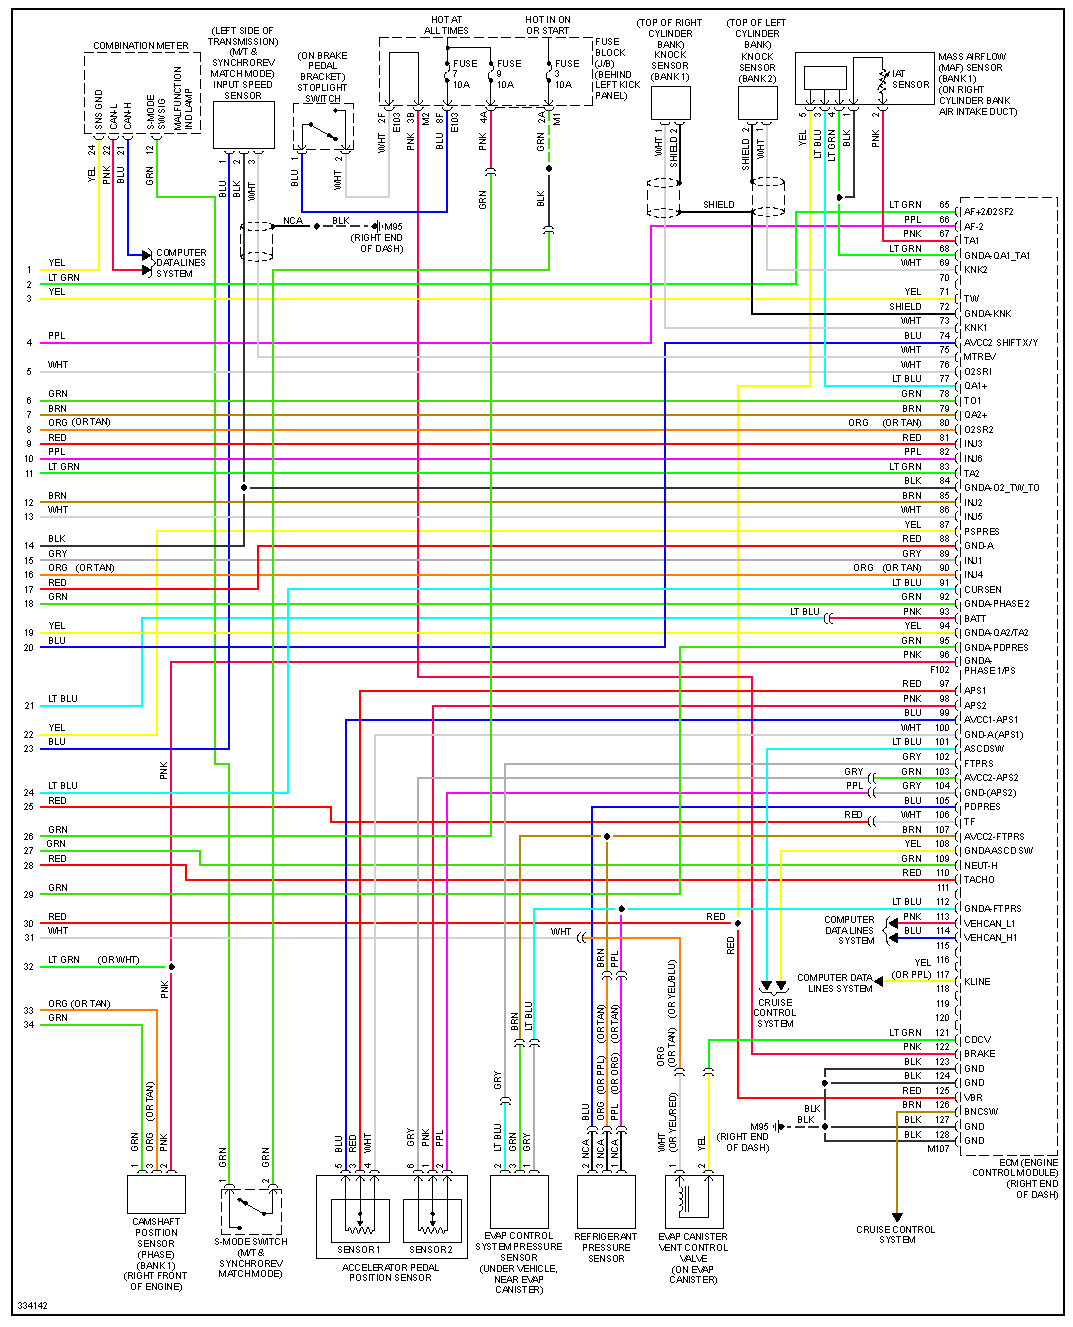 HOT AT
ALL TIMES
HOT IN ON
OR START
(TOP OF RIGHT
CYLINDER
BANK)
KNOCK
SENSOR
(BANK 1)
(TOP OF LEFT
CYLINDER
BANK)
KNOCK
SENSOR
(BANK 2)
(LEFT SIDE OF
TRANSMISSION)
(M/T &
SYNCHROREV
MATCH MODE)
INPUT SPEED
SENSOR
COMBINATION METER
SNS GND
CAN-L
CAN-H
S-MODE
SW SIG
MALFUNCTION
IND LAMP
(ON BRAKE
PEDAL
BRACKET)
STOPLIGHT
SWITCH
FUSE
7
10A
FUSE
9
10A
FUSE
3
10A
FUSE
BLOCK
(J/B)
(BEHIND
LEFT KICK
PANEL)
IAT
SENSOR
MASS AIRFLOW
(MAF) SENSOR
(BANK 1)
(ON RIGHT
CYLINDER BANK
AIR INTAKE DUCT)
YEL 24
PNK 22
BLU 21
GRN 12
BLU 1
BLK 2
WHT 3
BLU 1
WHT 2
WHT 2F
E103
PNK 3B
M2
BLU 8F
E103
PNK 4A
GRN 2A
M1
GRN
BLK
WHT 1
SHIELD 2
SHIELD 2
WHT 1
YEL 5
LT BLU 3
LT GRN 4
BLK 1
PNK 2
NCA
BLK
M95
(RIGHT END
OF DASH)
SHIELD
COMPUTER
DATA LINES
SYSTEM
1 YEL
2 LT GRN
3 YEL
4 PPL
5 WHT
6 GRN
7 BRN
8 ORG (OR TAN)
9 RED
10 PPL
11 LT GRN
12 BRN
13 WHT
14 BLK
15 GRY
16 ORG (OR TAN)
17 RED
18 GRN
19 YEL
20 BLU
21 LT BLU
22 YEL
23 BLU
24 LT BLU
25 RED
26 GRN
27 GRN
28 RED
29 GRN
30 RED
31 WHT
32 LT GRN (OR WHT)
33 ORG (OR TAN)
34 GRN
LT GRN 65 AF+2/O2SF2
PPL 66 AF-2
PNK 67 TA1
LT GRN 68 GNDA-QA1_TA1
WHT 69 KNK2
70
YEL 71 TW
SHIELD 72 GNDA-KNK
WHT 73 KNK1
BLU 74 AVCC2 SHIFT X/Y
WHT 75 MTREV
WHT 76 O2SR1
LT BLU 77 QA1+
GRN 78 TO1
BRN 79 QA2+
ORG (OR TAN) 80 O2SR2
RED 81 INJ3
PPL 82 INJ6
LT GRN 83 TA2
BLK 84 GNDA-O2_TW_TO
BRN 85 INJ2
WHT 86 INJ5
YEL 87 PSPRES
RED 88 GND-A
GRY 89 INJ1
ORG (OR TAN) 90 INJ4
LT BLU 91 CURSEN
GRN 92 GNDA-PHASE 2
LT BLU PNK 93 BATT
YEL 94 GNDA-QA2/TA2
GRN 95 GNDA-PDPRES
PNK 96 GNDA-
F102 PHASE 1/PS
RED 97 APS1
PNK 98 APS2
BLU 99 AVCC1-APS1
WHT 100 GND-A (APS1)
LT BLU 101 ASCDSW
GRY 102 FTPRS
GRY GRN 103 AVCC2-APS2
PPL GRY 104 GND-(APS2)
BLU 105 PDPRES
RED WHT 106 TF
BRN 107 AVCC2-FTPRS
YEL 108 GNDA ASCD SW
GRN 109 NEUT-H
RED 110 TACHO
111
LT BLU 112 GNDA-FTPRS
PNK 113 VEHCAN_L1
BLU 114 VEHCAN_H1
115
116
YEL
(OR PPL) 117 KLINE
118
119
120
LT GRN 121 CDCV
PNK 122 BRAKE
BLK 123 GND
BLK 124 GND
RED 125 VBR
BRN 126 BNCSW
BLK 127 GND
BLK 128 GND
M107
ECM (ENGINE
CONTROL MODULE)
(RIGHT END
OF DASH)
GRN
PNK
PNK
RED
RED
WHT
COMPUTER
DATA LINES
SYSTEM
COMPUTER DATA
LINES SYSTEM
CRUISE
CONTROL
SYSTEM
BLK
M95
BLK
(RIGHT END
OF DASH)
CRUISE CONTROL
SYSTEM
BRN
PPL
BRN
LT BLU
GRY
ORG (OR TAN)
(OR YEL/BLU)
GRN 1
ORG (OR TAN) 3
PNK 2
GRN 1
GRN 2
BLU 5
RED 3
WHT 4
GRY 6
PNK 1
PPL 2
LT BLU 2
GRN 3
GRY 1
BLU
ORG (OR PPL) (OR TAN)
PPL (OR ORG) (OR TAN)
NCA 2
NCA 3
NCA 1
WHT (OR YEL/RED) 1
YEL 2
CAMSHAFT
POSITION
SENSOR
(PHASE)
(BANK 1)
(RIGHT FRONT
OF ENGINE)
S-MODE SWITCH
(M/T &
SYNCHROREV
MATCH MODE)
SENSOR 1
SENSOR 2
ACCELERATOR PEDAL
POSITION SENSOR
EVAP CONTROL
SYSTEM PRESSURE
SENSOR
(UNDER VEHICLE,
NEAR EVAP
CANISTER)
REFRIGERANT
PRESSURE
SENSOR
EVAP CANISTER
VENT CONTROL
VALVE
(ON EVAP
CANISTER)
334142